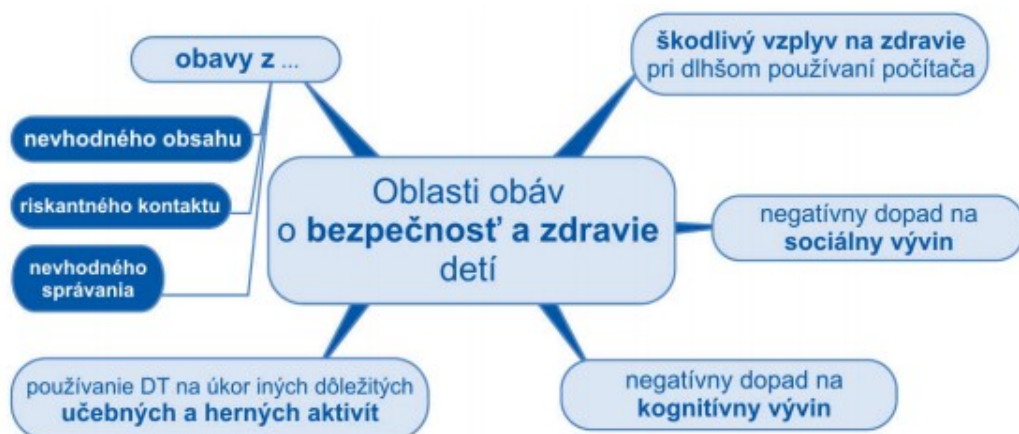 obavy z ...
nevhodného obsahu
riskantného kontaktu
nevhodného
správania
škodlivý vzplyv na zdravie
pri dlhšom používaní počítača
Oblasti obáv
o bezpečnosť a zdravie
detí
negatívny dopad na
sociálny vývin
používanie DT na úkor iných dôležitých
učebných a herných aktivít
negatívny dopad na
kognitívny vývin